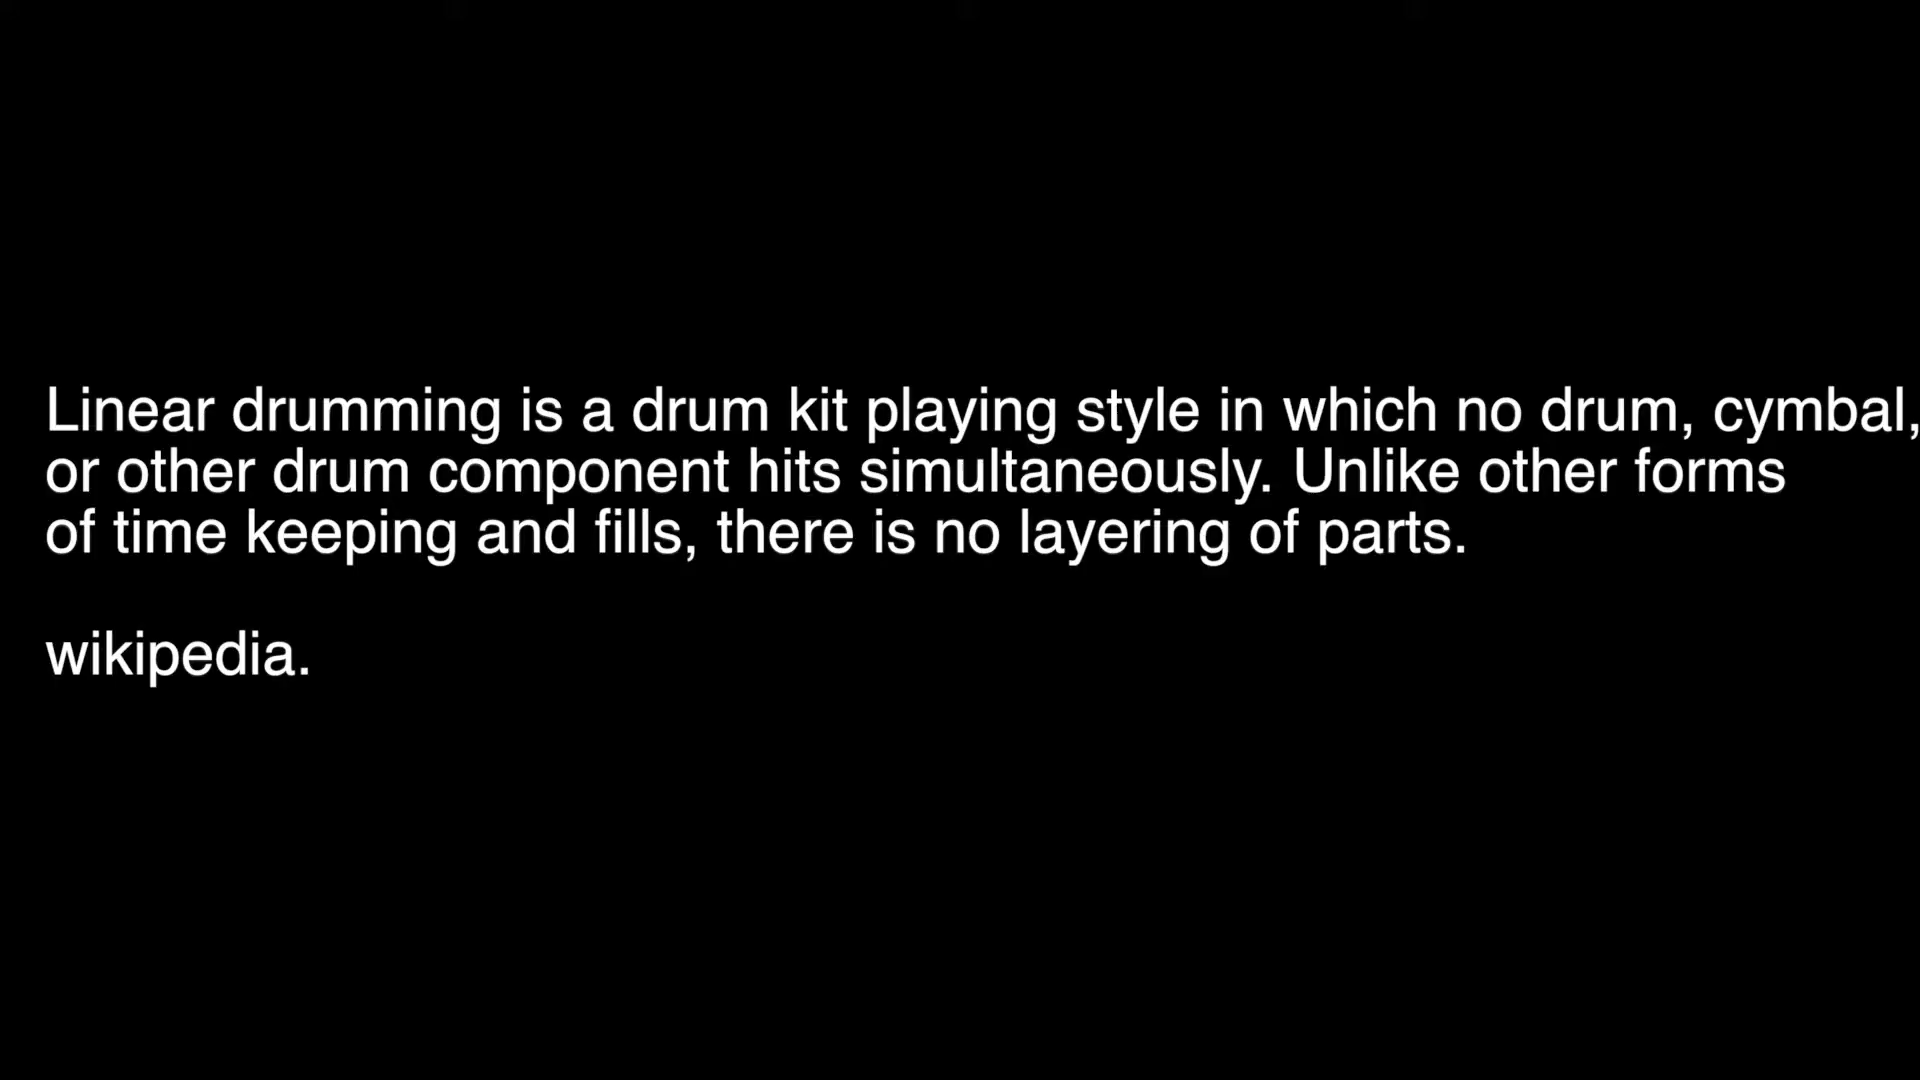 Linear drumming is a drum kit playing style in which no drum, cymbal,
or other drum component hits simultaneously. Unlike other forms
of time keeping and fills, there is no layering of parts.
wikipedia.